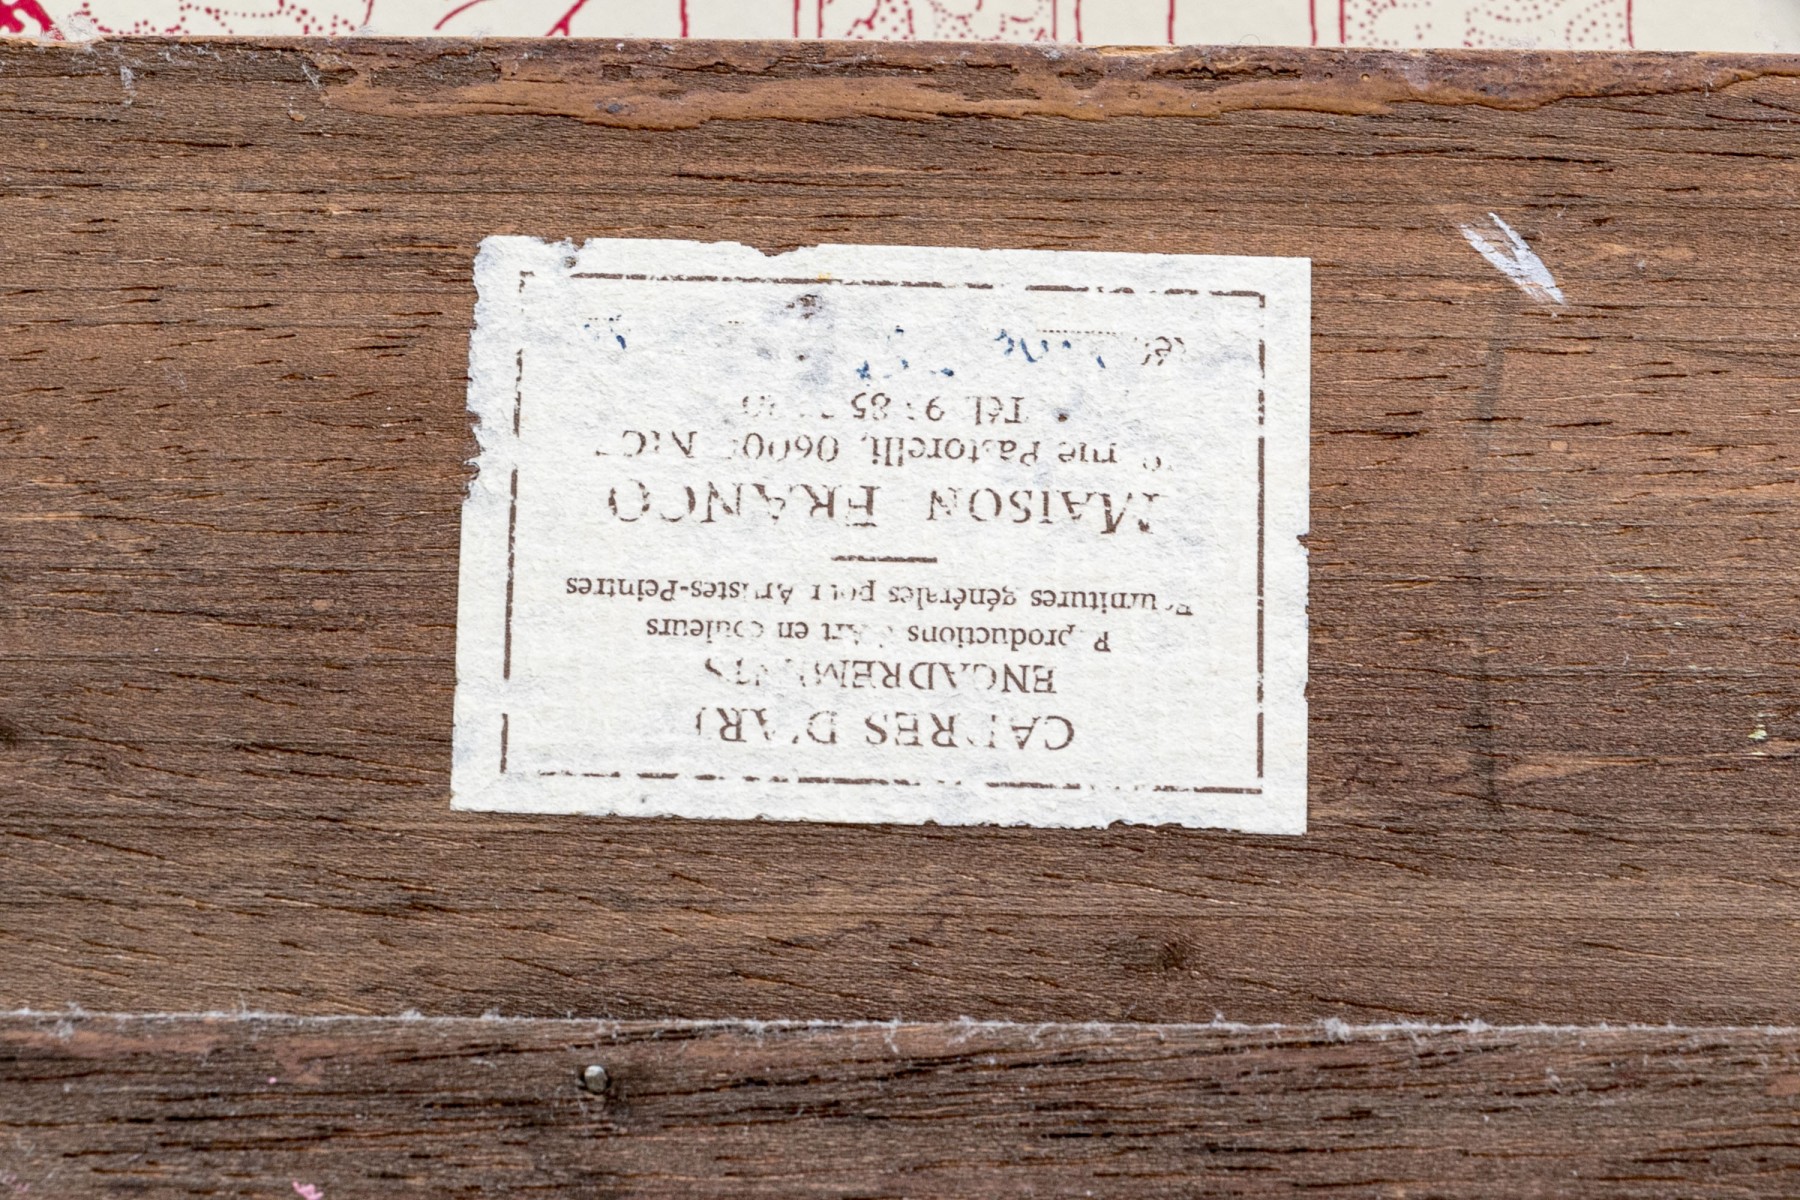 CADRES D'ART
ENCADREMENTS
Reproductions d'Art en couleurs
Fournitures générales pour Artistes-Peintres
MAISON FRANCO
rue Pastorelli, 06000 NICE
Tél. 85
Réf.